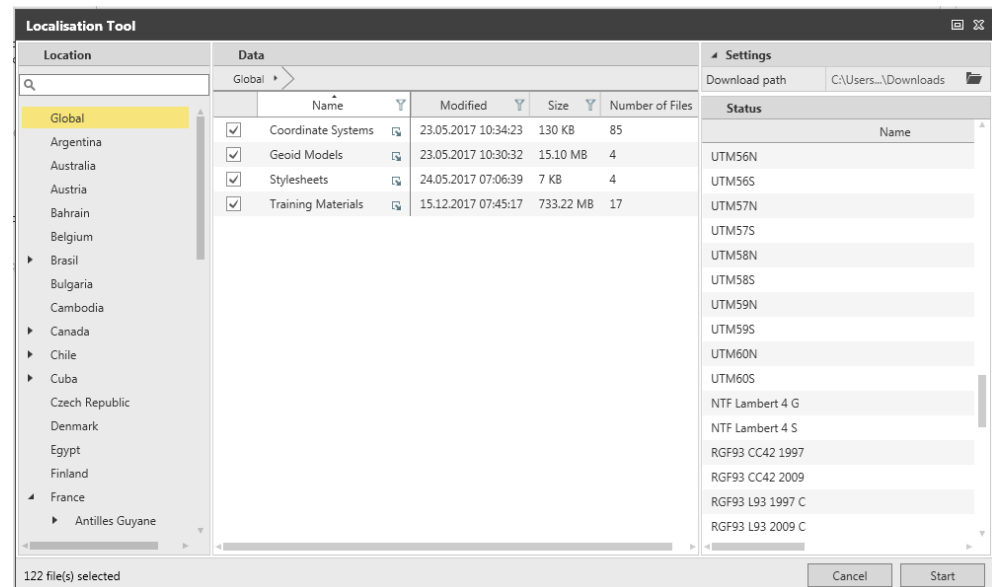 Localisation Tool
Location
Global
Argentina
Australia
Austria
Bahrain
Belgium
Brasil
Bulgaria
Cambodia
Canada
Chile
Cuba
Czech Republic
Denmark
Egypt
Finland
France
Antilles Guyane
Data
Global
Name Modified Size Number of Files
Coordinate Systems 23.05.2017 10:34:23 130 KB 85
Geoid Models 23.05.2017 10:30:32 15.10 MB 4
Stylesheets 24.05.2017 07:06:39 7 KB 4
Training Materials 15.12.2017 07:45:17 733.22 MB 17
Settings
Download path C:\Users...\Downloads
Status
Name
UTM56N
UTM56S
UTM57N
UTM57S
UTM58N
UTM58S
UTM59N
UTM59S
UTM60N
UTM60S
NTF Lambert 4 G
NTF Lambert 4 S
RGF93 CC42 1997
RGF93 CC42 2009
RGF93 L93 1997 C
RGF93 L93 2009 C
122 file(s) selected
Cancel
Start